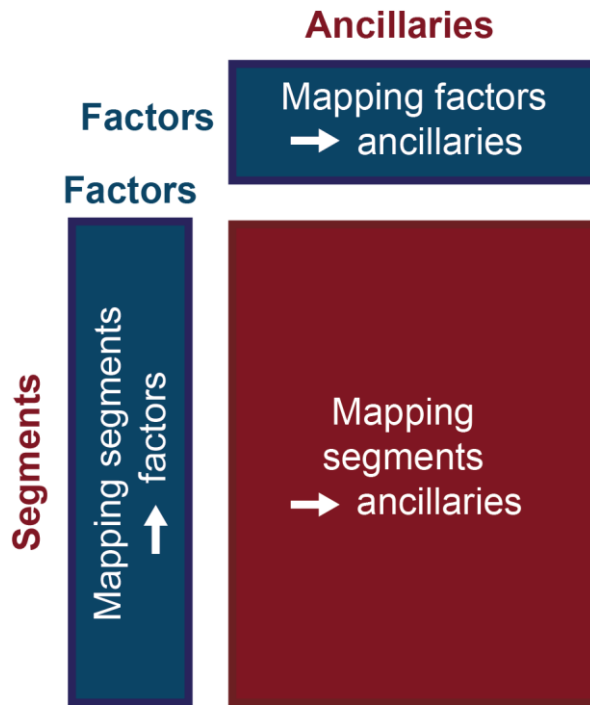 Ancillaries
Factors
Mapping factors
→ ancillaries
Factors
Segments
Mapping segments
→ factors
Mapping
segments
→ ancillaries